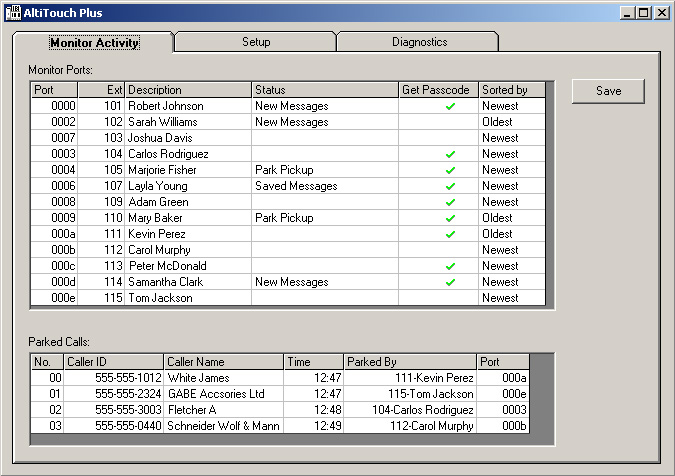 AltiTouch Plus
Monitor Activity Setup Diagnostics
Monitor Ports:
Port Ext Description Status Get Passcode Sorted by
Save
0000 101 Robert Johnson New Messages Newest
0002 102 Sarah Williams New Messages Oldest
0007 103 Joshua Davis Newest
0003 104 Carlos Rodriguez Newest
0004 105 Marjorie Fisher Park Pickup Newest
0006 107 Layla Young Saved Messages Newest
0008 109 Adam Green Newest
0009 110 Mary Baker Park Pickup Oldest
000a 111 Kevin Perez Oldest
000b 112 Carol Murphy Newest
000c 113 Peter McDonald Newest
000d 114 Samantha Clark New Messages Newest
000e 115 Tom Jackson Newest
Parked Calls:
No. Caller ID Caller Name Time Parked By Port
00 555-555-1012 White James 12:47 111-Kevin Perez 000a
01 555-555-2324 GABE Accsories Ltd 12:47 115-Tom Jackson 000e
02 555-555-3003 Fletcher A 12:48 104-Carlos Rodriguez 0003
03 555-555-0440 Schneider Wolf & Mann 12:49 112-Carol Murphy 000b